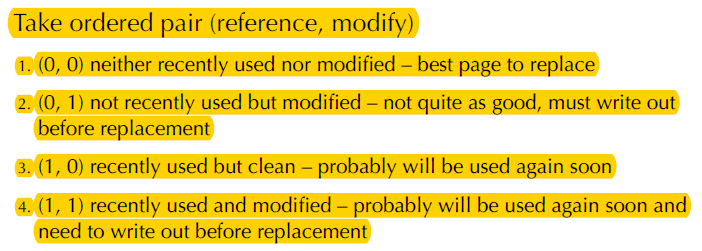 Take ordered pair (reference, modify)
1. (0, 0) neither recently used nor modified – best page to replace
2. (0, 1) not recently used but modified – not quite as good, must write out
before replacement
3. (1, 0) recently used but clean – probably will be used again soon
4. (1, 1) recently used and modified – probably will be used again soon and
need to write out before replacement